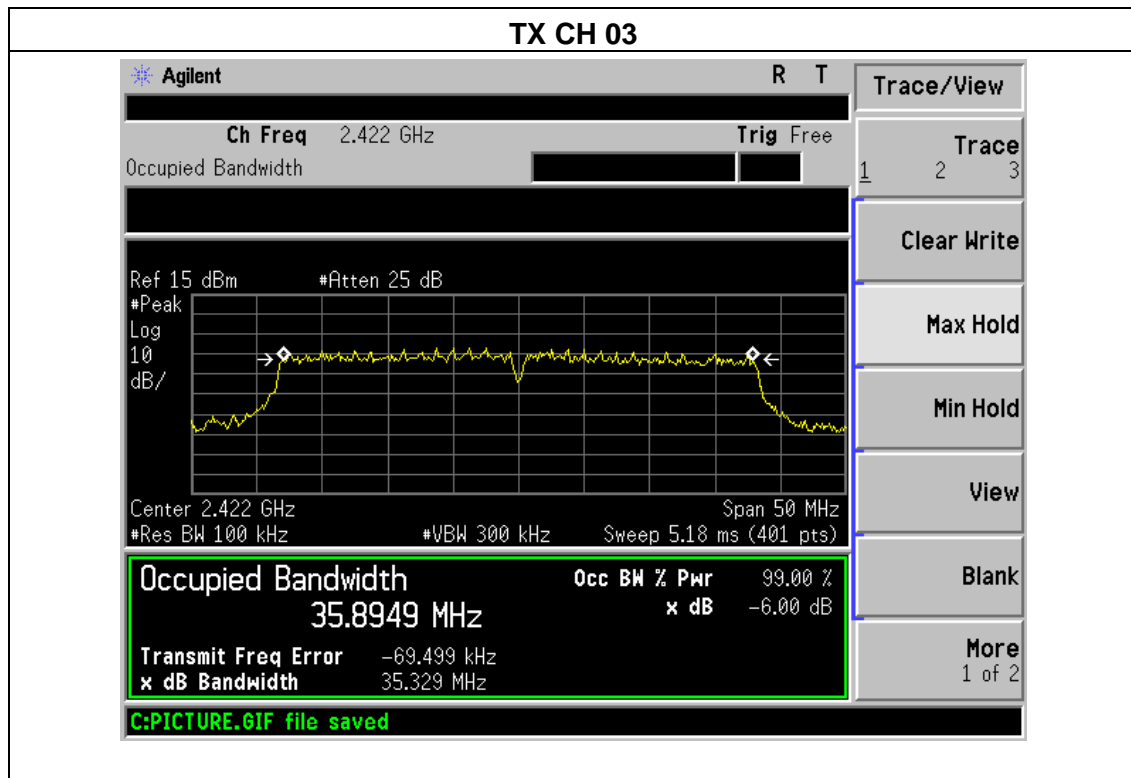 TX CH 03
Agilent R T
Trace/View
Ch Freq 2.422 GHz Trig Free
Occupied Bandwidth
Trace
1 2 3
Clear Write
Ref 15 dBm #Atten 25 dB
#Peak
Log
10
dB/
Max Hold
Min Hold
Center 2.422 GHz Span 50 MHz
#Res BW 100 kHz #VBW 300 kHz Sweep 5.18 ms (401 pts)
View
Occupied Bandwidth
35.8949 MHz
Occ BW % Pwr 99.00 %
x dB -6.00 dB
Transmit Freq Error -69.499 kHz
x dB Bandwidth 35.329 MHz
Blank
More
1 of 2
C:PICTURE.GIF file saved